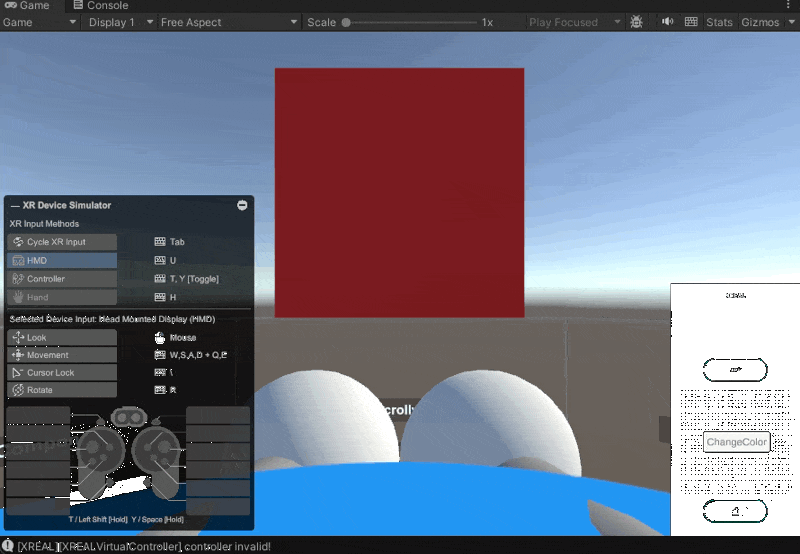 Game Console
Game Display 1 Free Aspect Scale 1x Play Focused Stats Gizmos
— XR Device Simulator
XR Input Methods
Cycle XR Input Tab
HMD U
Controller T, Y [Toggle]
Hand H
Selected Device Input: Head Mounted Display (HMD)
Look Mouse
Movement W,S,A,D + Q,E
Cursor Lock \
Rotate R
T / Left Shift [Hold] Y / Space [Hold]
ChangeColor
[XREAL][XREALVirtualController] controller invalid!